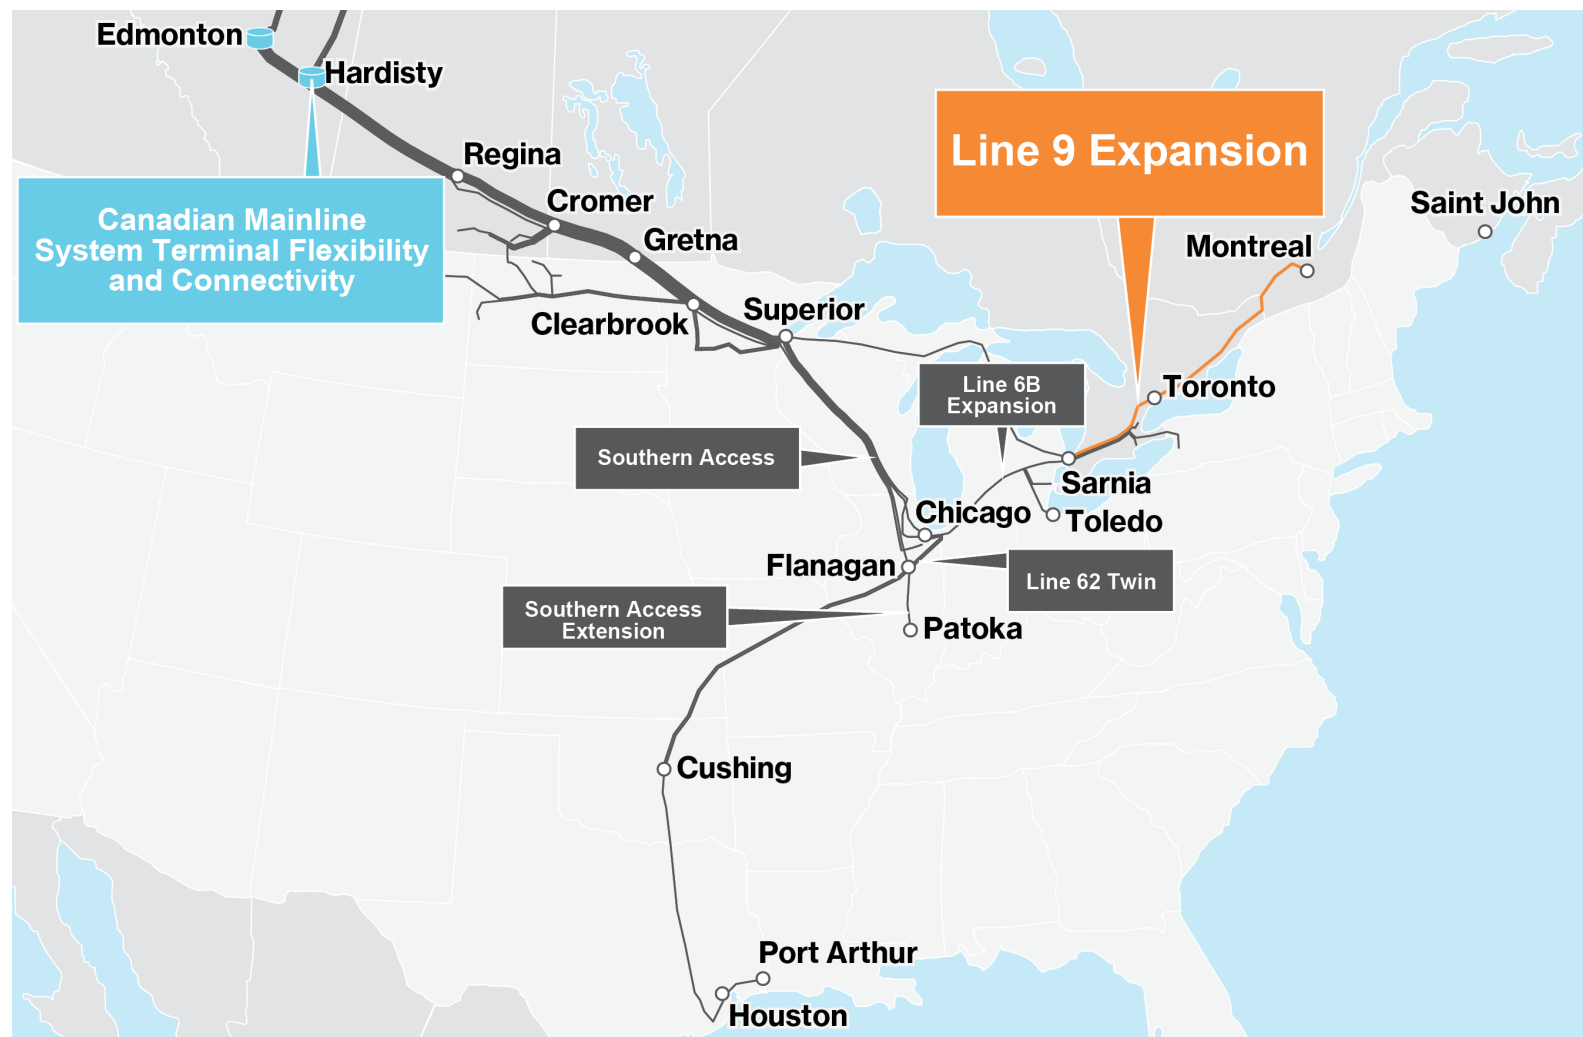 Edmonton
Hardisty
Regina
Cromer
Gretna
Clearbrook
Superior
Canadian Mainline
System Terminal Flexibility
and Connectivity
Line 9 Expansion
Saint John
Montreal
Toronto
Line 6B
Expansion
Southern Access
Sarnia
Toledo
Chicago
Flanagan
Line 62 Twin
Southern Access
Extension
Patoka
Cushing
Port Arthur
Houston